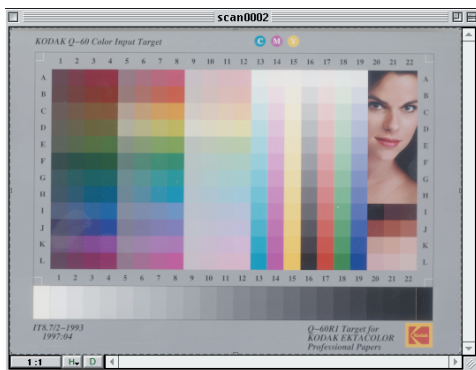 scan0002
KODAK Q-60 Color Input Target
C M Y
1 2 3 4 5 6 7 8 9 10 11 12 13 14 15 16 17 18 19 20 21 22
A A
B B
C C
D D
E E
F F
G G
H H
I I
J J
K K
L L
1 2 3 4 5 6 7 8 9 10 11 12 13 14 15 16 17 18 19 20 21 22
IT8.7/2-1993
1997:04
Q-60R1 Target for
KODAK EKTACOLOR
Professional Papers
1:1 H D